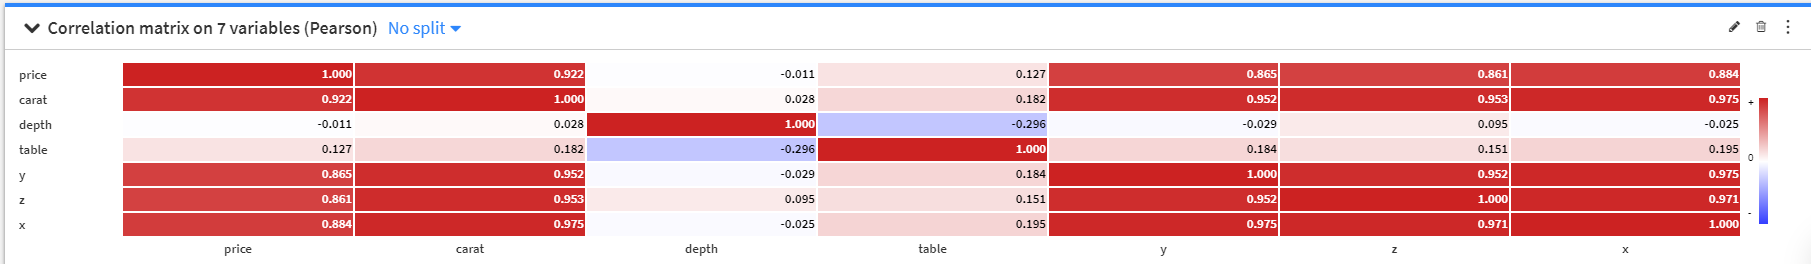 Correlation matrix on 7 variables (Pearson) No split
price 1.000 0.922 -0.011 0.127 0.865 0.861 0.884
carat 0.922 1.000 0.028 0.182 0.952 0.953 0.975
depth -0.011 0.028 1.000 -0.296 -0.029 0.095 -0.025
table 0.127 0.182 -0.296 1.000 0.184 0.151 0.195
y 0.865 0.952 -0.029 0.184 1.000 0.952 0.975
z 0.861 0.953 0.095 0.151 0.952 1.000 0.971
x 0.884 0.975 -0.025 0.195 0.975 0.971 1.000
price carat depth table y z x
+
0
-